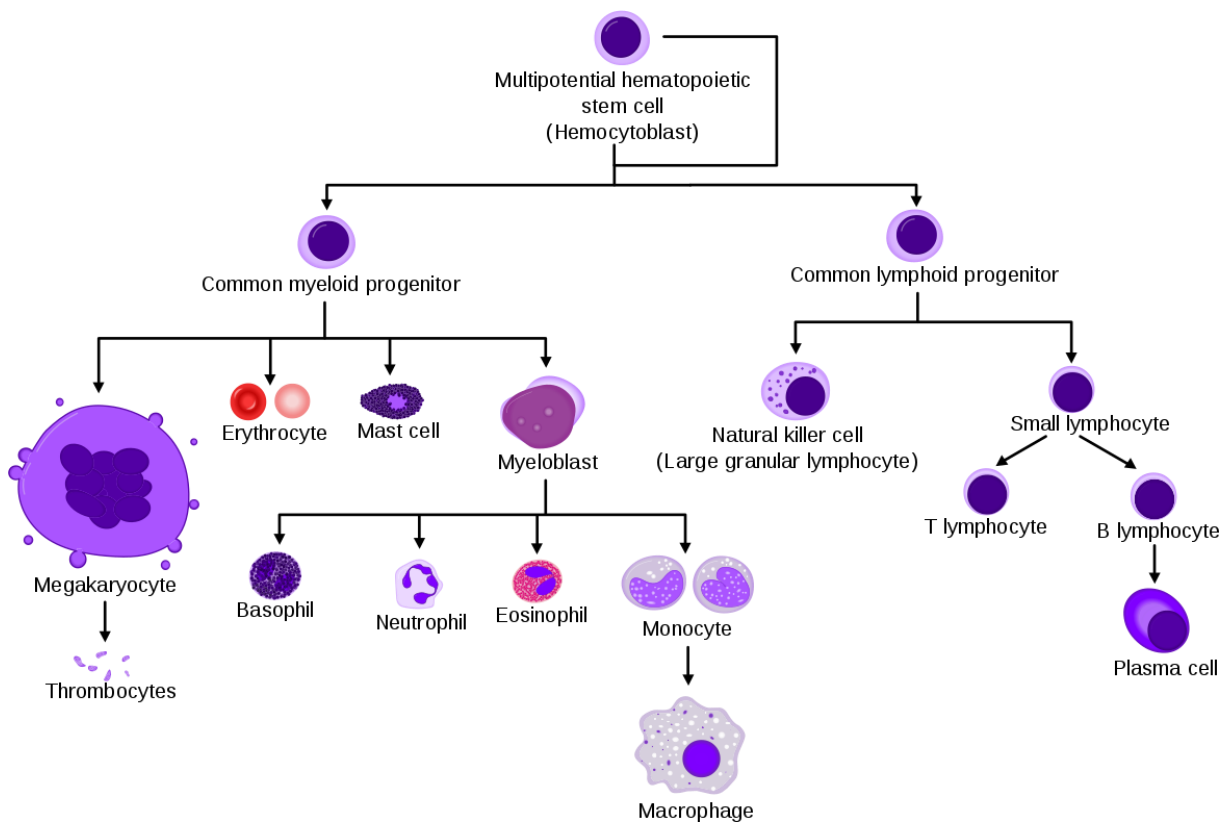 Multipotential hematopoietic
stem cell
(Hemocytoblast)
Common myeloid progenitor
Common lymphoid progenitor
Erythrocyte
Mast cell
Myeloblast
Natural killer cell
(Large granular lymphocyte)
Small lymphocyte
T lymphocyte
B lymphocyte
Megakaryocyte
Basophil
Neutrophil
Eosinophil
Monocyte
Plasma cell
Thrombocytes
Macrophage